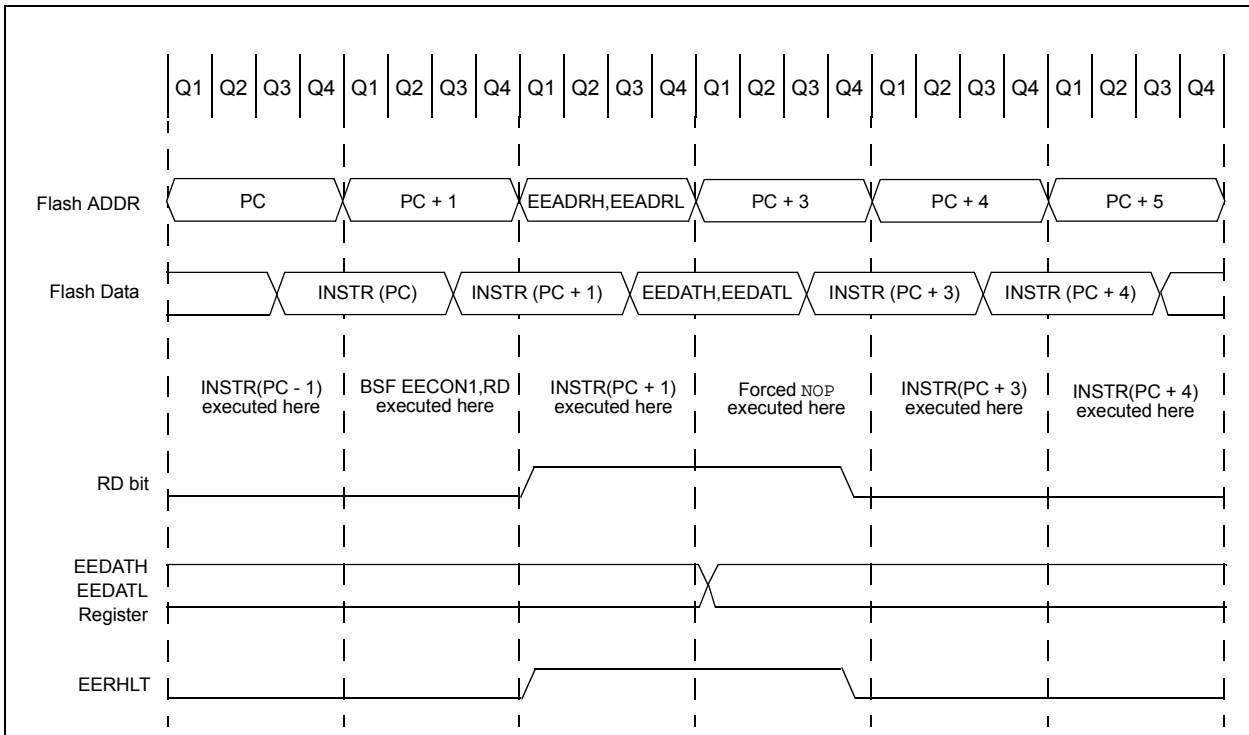 Q1 Q2 Q3 Q4 Q1 Q2 Q3 Q4 Q1 Q2 Q3 Q4 Q1 Q2 Q3 Q4 Q1 Q2 Q3 Q4 Q1 Q2 Q3 Q4
Flash ADDR PC PC + 1 EEADRH,EEADRL PC + 3 PC + 4 PC + 5
Flash Data INSTR (PC) INSTR (PC + 1) EEDATH,EEDATL INSTR (PC + 3) INSTR (PC + 4)
INSTR(PC - 1) BSF EECON1,RD INSTR(PC + 1) Forced NOP INSTR(PC + 3) INSTR(PC + 4)
executed here executed here executed here executed here executed here executed here
RD bit
EEDATH
EEDATL
Register
EERHLT